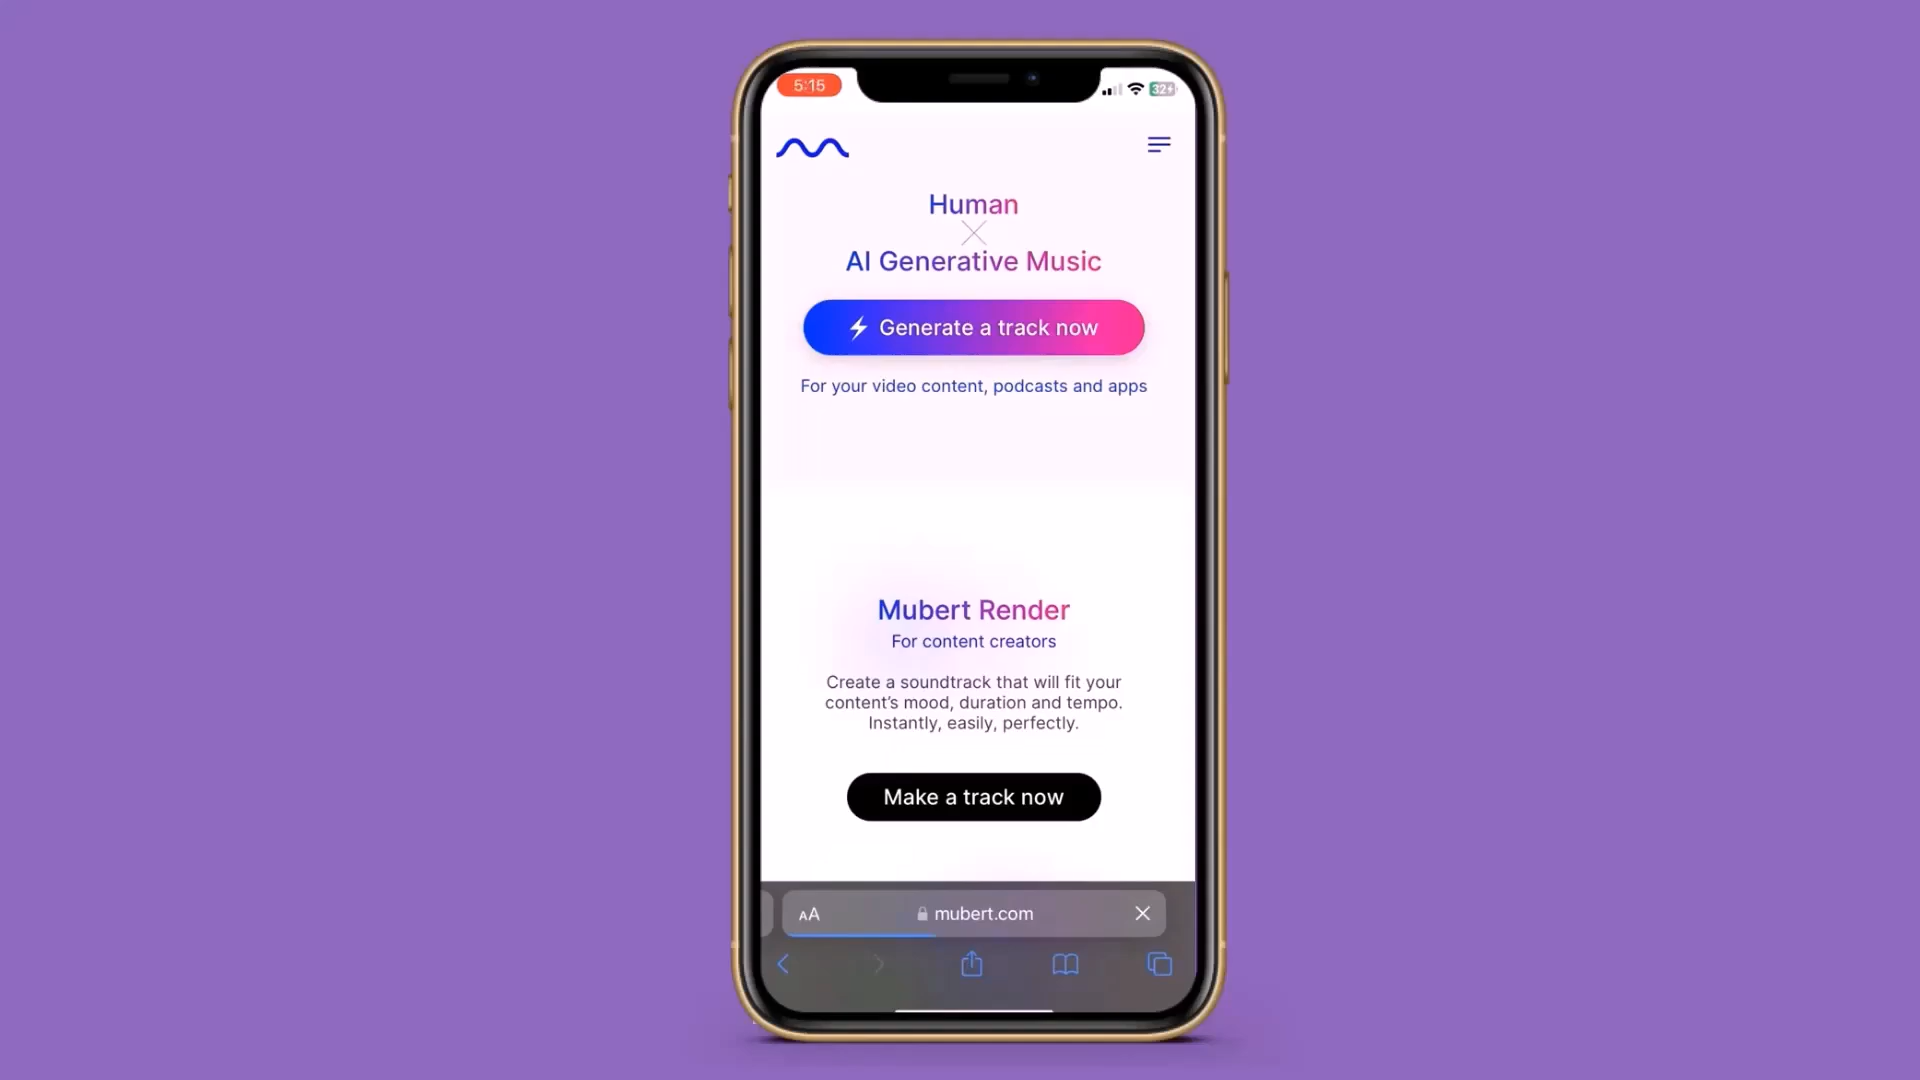 5:15
32
Human
AI Generative Music
Generate a track now
For your video content, podcasts and apps
Mubert Render
For content creators
Create a soundtrack that will fit your
content’s mood, duration and tempo.
Instantly, easily, perfectly.
Make a track now
AA
mubert.com